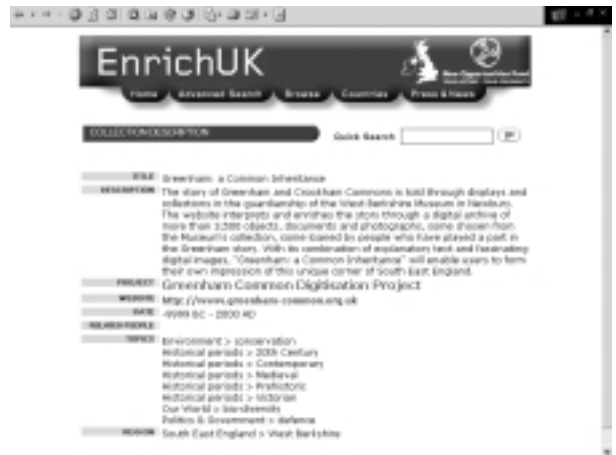 EnrichUK
New Opportunities Fund
Home Advanced Search Browse Countries Press & News
COLLECTION DESCRIPTION Quick Search
TITLE Greenham: a Common Inheritance
DESCRIPTION The story of Greenham and Crookham Commons is told through displays and
collections in the guardianship of the West Berkshire Museum in Newbury.
The website interprets and enriches the story through a digital archive of
more than 3,500 objects, documents and photographs, some chosen from
the Museum's collection, some loaned by people who have played a part in
the Greenham story. With its combination of explanatory text and fascinating
digital images, "Greenham: a Common Inheritance" will enable users to form
their own impression of this unique corner of South East England.
PROJECT Greenham Common Digitisation Project
WEBSITE http://www.greenham-common.org.uk
DATE -9999 BC - 2000 AD
RELATED PEOPLE
TOPICS Environment > conservation
Historical periods > 20th Century
Historical periods > Contemporary
Historical periods > Medieval
Historical periods > Prehistoric
Historical periods > Victorian
Our World > bio-diversity
Politics & Government > defence
REGION South East England > West Berkshire